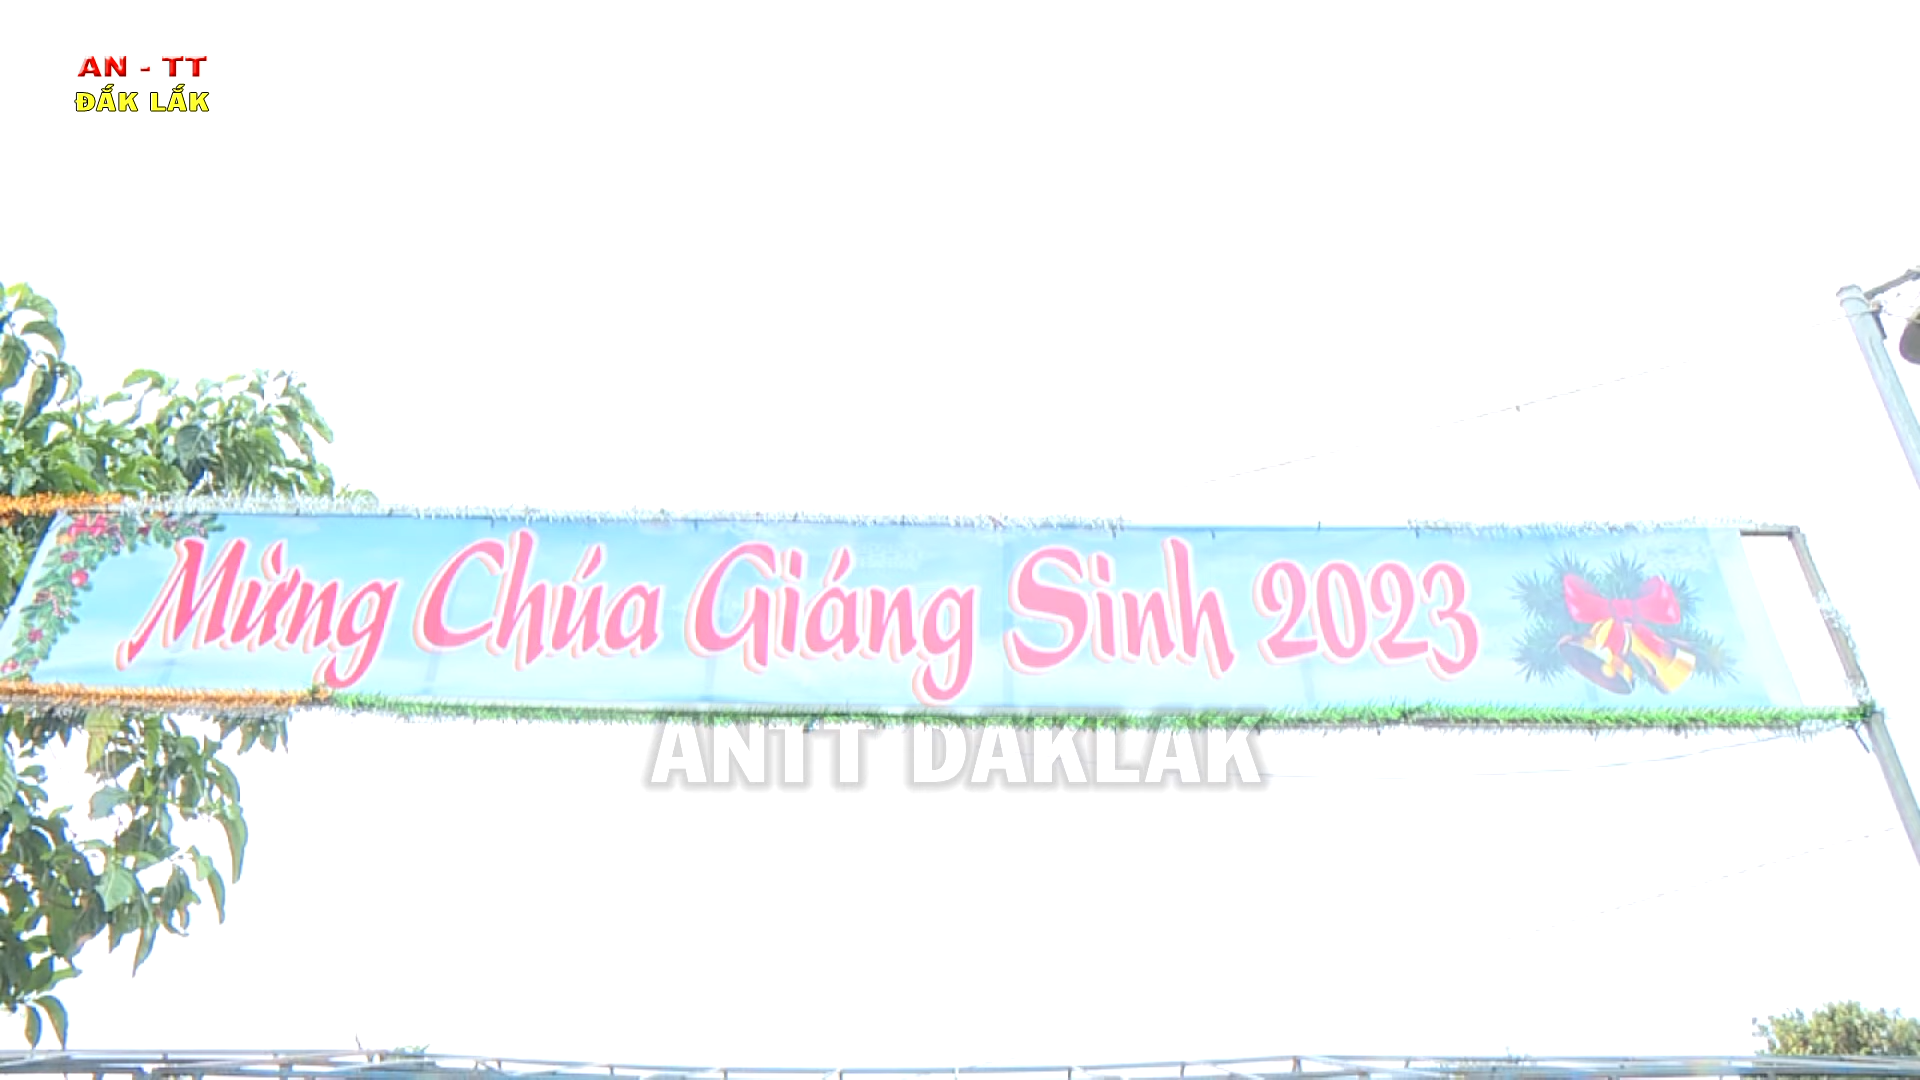 AN - TT
ĐẮK LẮK
Mừng Chúa Giáng Sinh 2023
ANTT DAKLAK